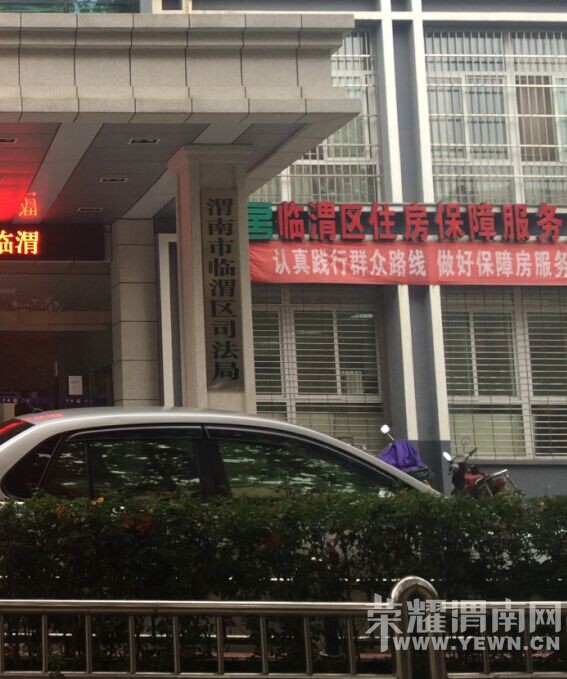 临渭
渭南市临渭区司法局
居 临渭区住房保障服务
认真践行群众路线 做好保障房服务
荣耀渭南网
WWW.YEWN.CN